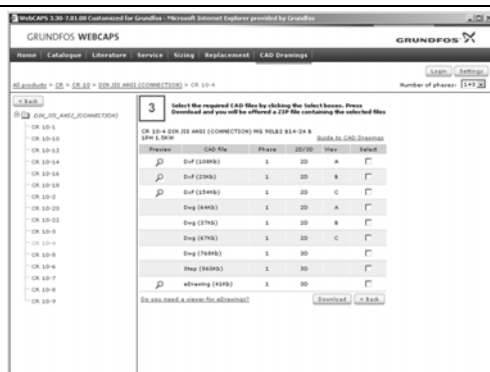 WebCAPS 3.30-7.81.08 Customized for Grundfos - Microsoft Internet Explorer provided by Grundfos
GRUNDFOS WEBCAPS
GRUNDFOS
Home Catalogue Literature Service Sizing Replacement CAD Drawings
Login Settings
All products > CR > CR 10 > DIN JIS ANSI (CONNECTION) > CR 10-4
Number of phases: 1+3
< Back
DIN_JIS_ANSI_(CONNECTION)
CR 10-1
CR 10-10
CR 10-12
CR 10-14
CR 10-16
CR 10-18
CR 10-2
CR 10-20
CR 10-22
CR 10-3
CR 10-4
CR 10-5
CR 10-6
CR 10-7
CR 10-8
CR 10-9
3
Select the required CAD files by clicking the Select boxes. Press
Download and you will be offered a ZIP file containing the selected files
CR 10-4 DIN JIS ANSI (CONNECTION) MG 90LB2 B14-24 B
1PH 1.5KW
Guide to CAD Drawings
Preview CAD file Phase 2D/3D View Select
Dxf (108Kb) 1 2D A
Dxf (23Kb) 1 2D B
Dxf (154Kb) 1 2D C
Dwg (64Kb) 1 2D A
Dwg (37Kb) 1 2D B
Dwg (67Kb) 1 2D C
Dwg (768Kb) 1 3D
Step (860Kb) 1 3D
eDrawing (41Kb) 1 3D
Do you need a viewer for eDrawings?
Download < Back